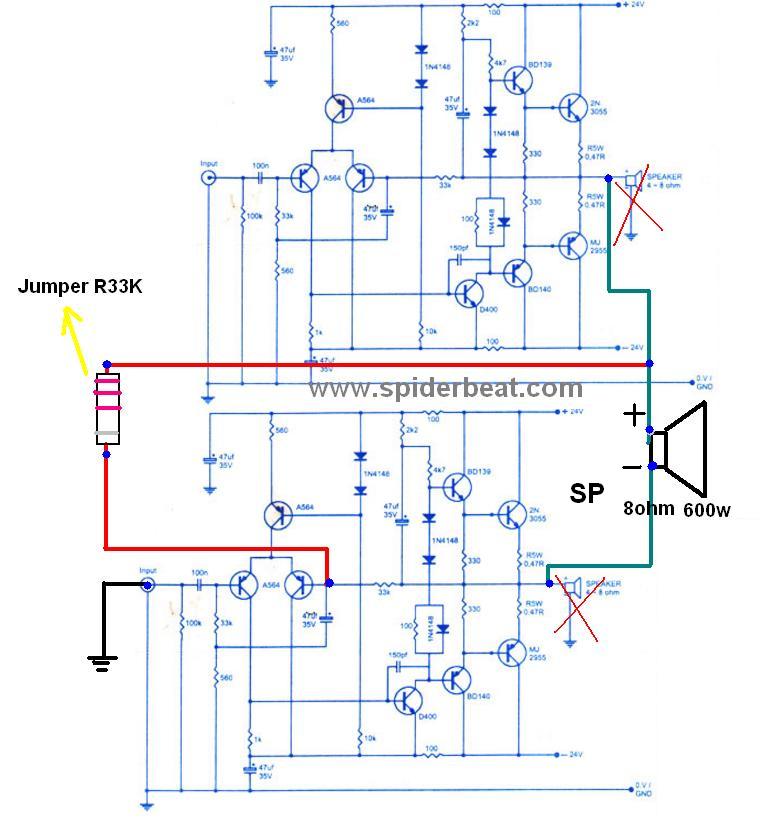 + 24V
100
560
47uf
35V
2k2
1N4148
4k7
BD139
A564
47uf
35V
2N
3055
1N4148
Input
100n
330
R5W
0,47R
A564
33k
SPEAKER
4 ~ 8 ohm
100k
33k
47uf
35V
100
1N4148
330
R5W
0,47R
560
150pf
MJ
2955
Jumper R33K
D400
BD140
1k
10k
47uf
35V
100
− 24V
www.spiderbeat.com
0.V /
GND
+ 24V
100
560
47uf
35V
2k2
1N4148
4k7
BD139
+
−
SP
8ohm 600w
A564
47uf
35V
2N
3055
1N4148
Input
100n
330
R5W
0,47R
A564
33k
SPEAKER
4 ~ 8 ohm
100k
33k
47uf
35V
100
1N4148
330
R5W
0,47R
560
150pf
MJ
2955
D400
BD140
1k
10k
47uf
35V
100
− 24V
0.V /
GND